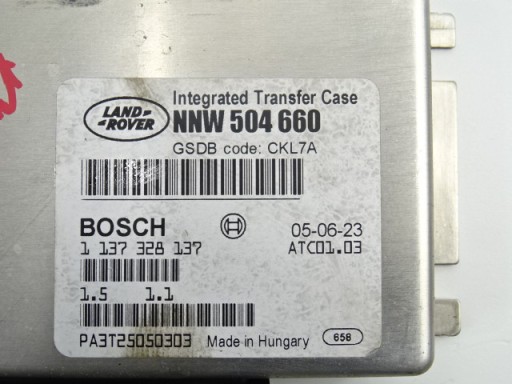 LAND-
ROVER
Integrated Transfer Case
NNW 504 660
GSDB code: CKL7A
BOSCH
05-06-23
1 137 328 137
ATC01.03
1.5 1.1
PA3T25050303 Made in Hungary 656